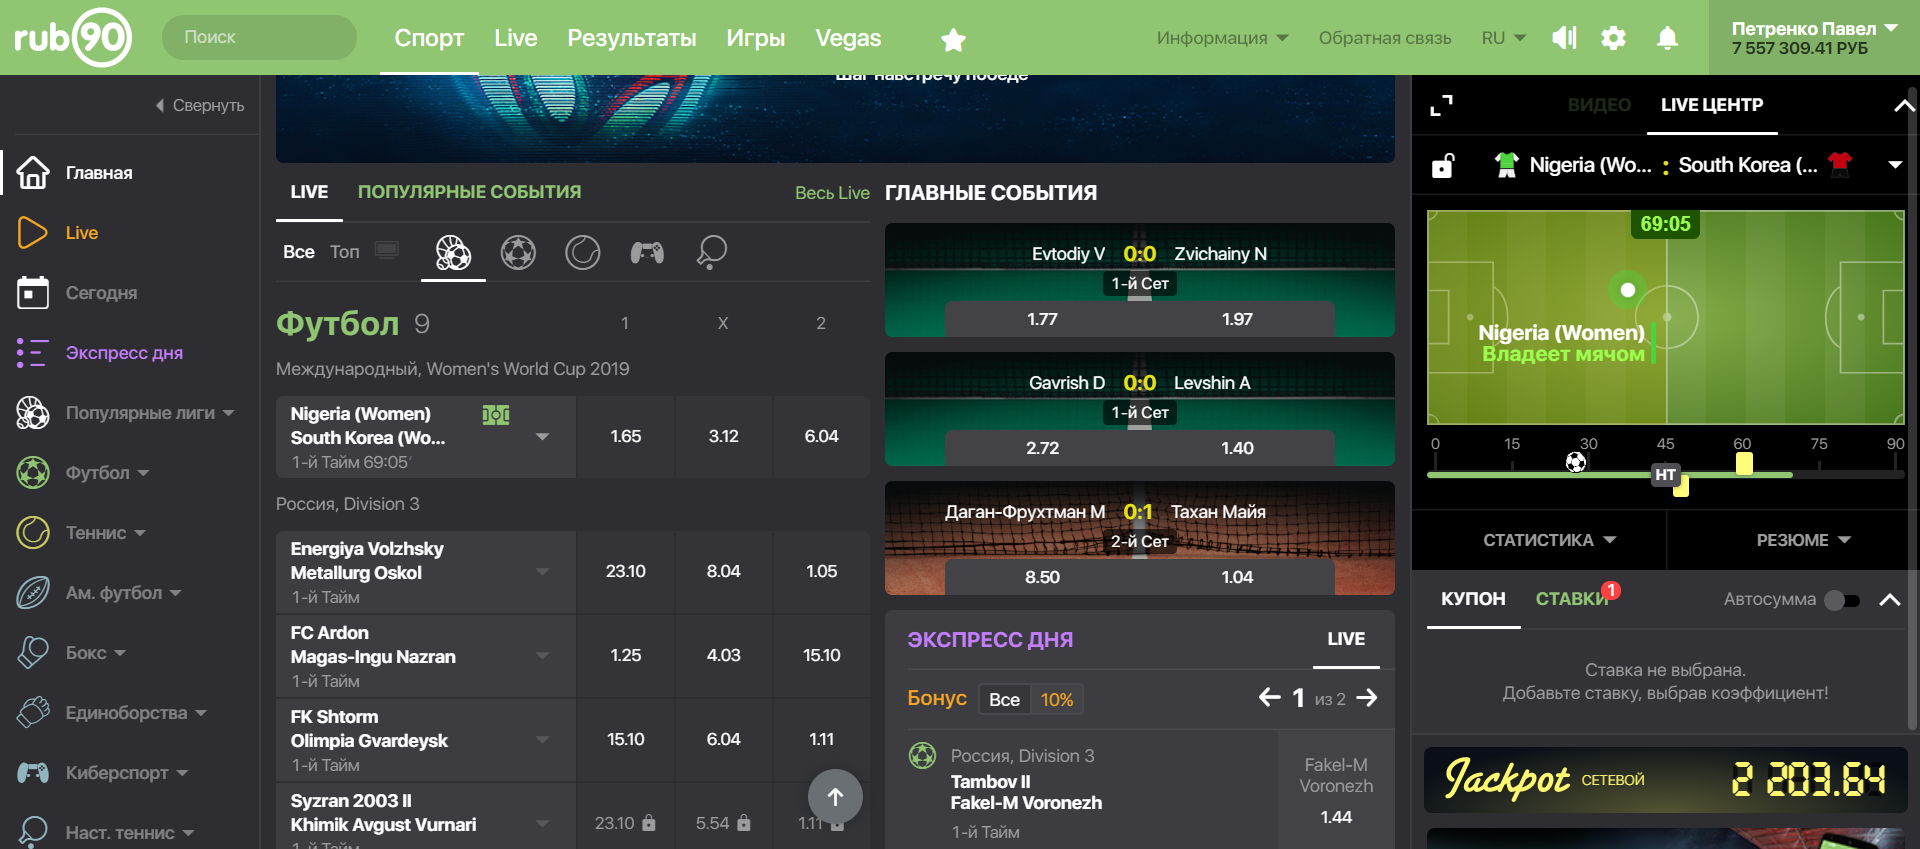 rub90
Поиск
Спорт
Live
Результаты
Игры
Vegas
Информация
Обратная связь
RU
Петренко Павел
7 557 309.41 РУБ
Свернуть
Главная
Live
Сегодня
Экспресс дня
Популярные лиги
Футбол
Теннис
Ам. футбол
Бокс
Единоборства
Киберспорт
Наст. теннис
Шаг навстречу победе
LIVE
ПОПУЛЯРНЫЕ СОБЫТИЯ
Весь Live
Все
Топ
Футбол 9
1
X
2
Международный, Women's World Cup 2019
Nigeria (Women)
South Korea (Wo...
1-й Тайм 69:05'
1.65
3.12
6.04
Россия, Division 3
Energiya Volzhsky
Metallurg Oskol
1-й Тайм
23.10
8.04
1.05
FC Ardon
Magas-Ingu Nazran
1-й Тайм
1.25
4.03
15.10
FK Shtorm
Olimpia Gvardeysk
1-й Тайм
15.10
6.04
1.11
Syzran 2003 II
Khimik Avgust Vurnari
1-й Тайм
23.10
5.54
1.11
ГЛАВНЫЕ СОБЫТИЯ
Evtodiy V 0:0 Zvichainy N
1-й Сет
1.77
1.97
Gavrish D 0:0 Levshin A
1-й Сет
2.72
1.40
Даган-Фрухтман М 0:1 Тахан Майя
2-й Сет
8.50
1.04
ЭКСПРЕСС ДНЯ
LIVE
Бонус
Все
10%
1 из 2
Россия, Division 3
Tambov II
Fakel-M Voronezh
1-й Тайм
Fakel-M
Voronezh
1.44
ВИДЕО
LIVE ЦЕНТР
Nigeria (Wo... : South Korea (...
69:05
Nigeria (Women)
Владеет мячом
0 15 30 45 60 75 90
HT
СТАТИСТИКА
РЕЗЮМЕ
КУПОН
СТАВКИ
1
Автосумма
Ставка не выбрана.
Добавьте ставку, выбрав коэффициент!
Jackpot
СЕТЕВОЙ
2 203.64